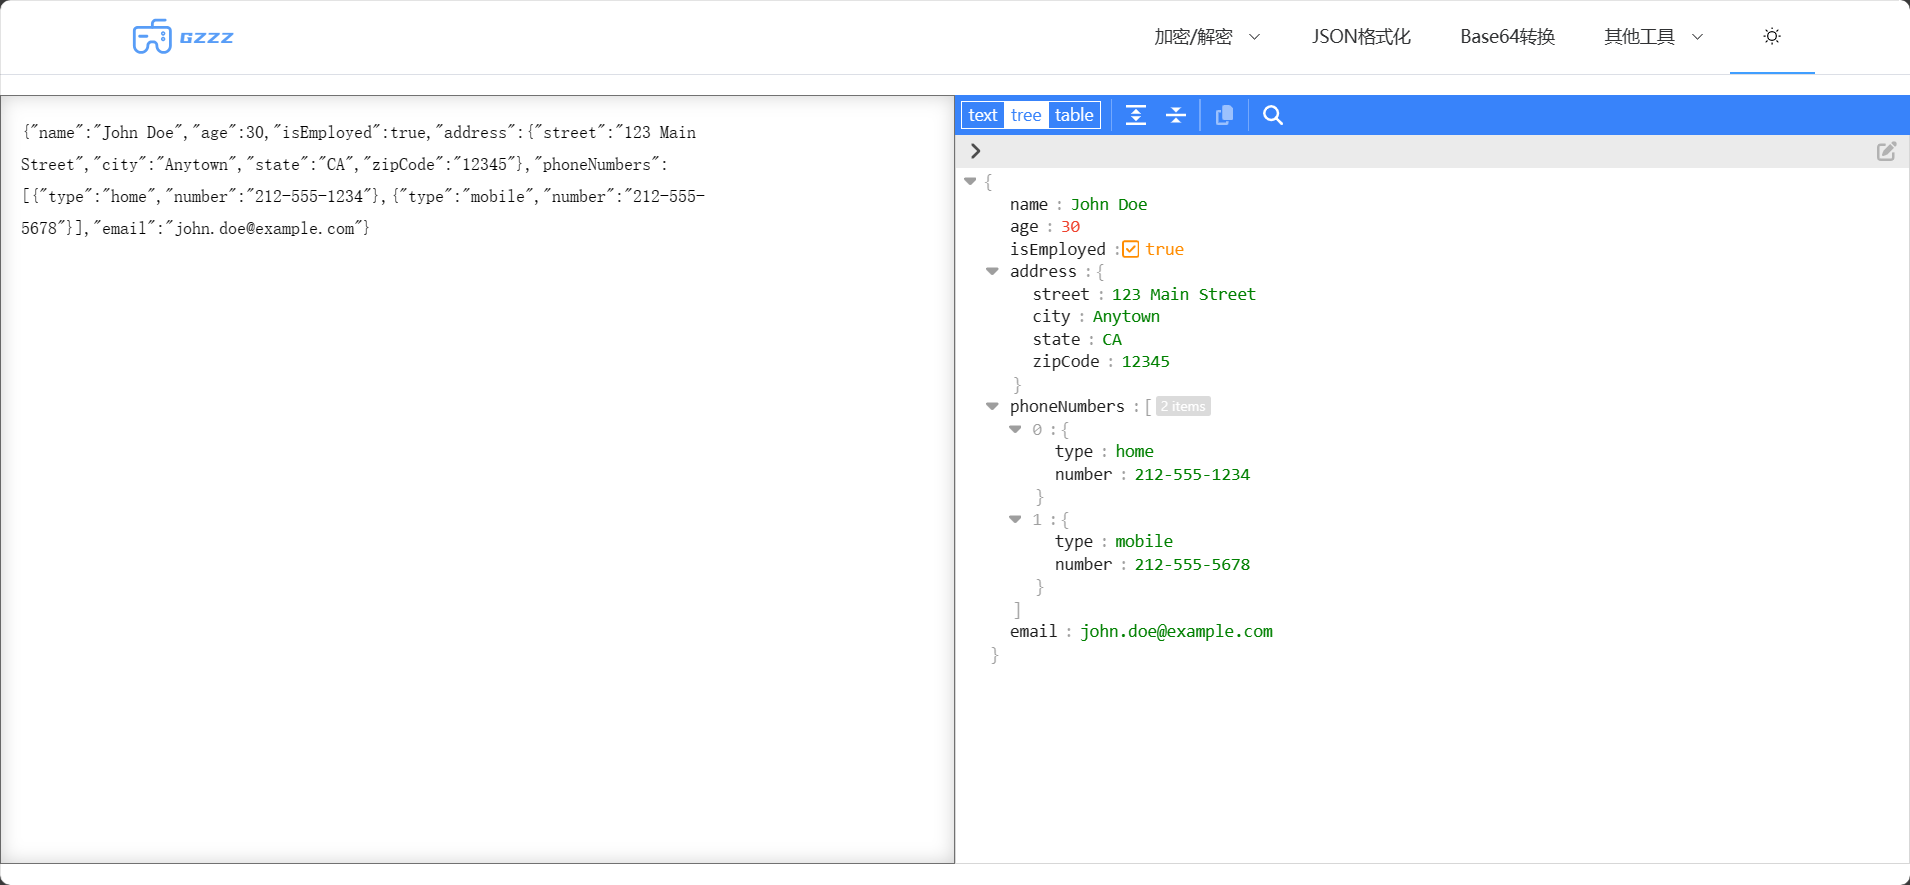 GZZZ
加密/解密
JSON格式化
Base64转换
其他工具
{"name":"John Doe","age":30,"isEmployed":true,"address":{"street":"123 Main
Street","city":"Anytown","state":"CA","zipCode":"12345"},"phoneNumbers":
[{"type":"home","number":"212-555-1234"},{"type":"mobile","number":"212-555-
5678"}],"email":"john.doe@example.com"}
text tree table
{
name : John Doe
age : 30
isEmployed : true
address : {
street : 123 Main Street
city : Anytown
state : CA
zipCode : 12345
}
phoneNumbers : [ 2 items
0 : {
type : home
number : 212-555-1234
}
1 : {
type : mobile
number : 212-555-5678
}
]
email : john.doe@example.com
}